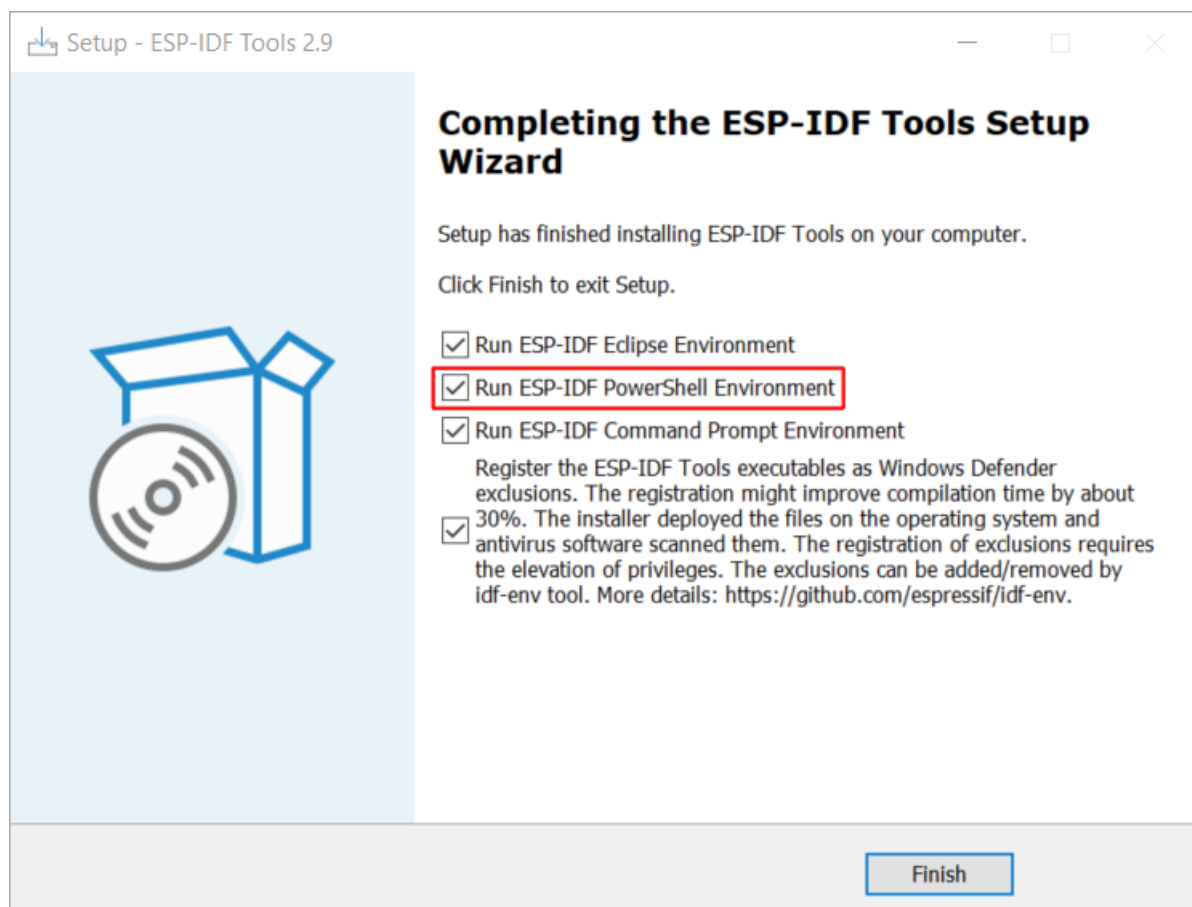 Setup - ESP-IDF Tools 2.9
Completing the ESP-IDF Tools Setup
Wizard
Setup has finished installing ESP-IDF Tools on your computer.
Click Finish to exit Setup.
Run ESP-IDF Eclipse Environment
Run ESP-IDF PowerShell Environment
Run ESP-IDF Command Prompt Environment
Register the ESP-IDF Tools executables as Windows Defender
exclusions. The registration might improve compilation time by about
30%. The installer deployed the files on the operating system and
antivirus software scanned them. The registration of exclusions requires
the elevation of privileges. The exclusions can be added/removed by
idf-env tool. More details: https://github.com/espressif/idf-env.
Finish